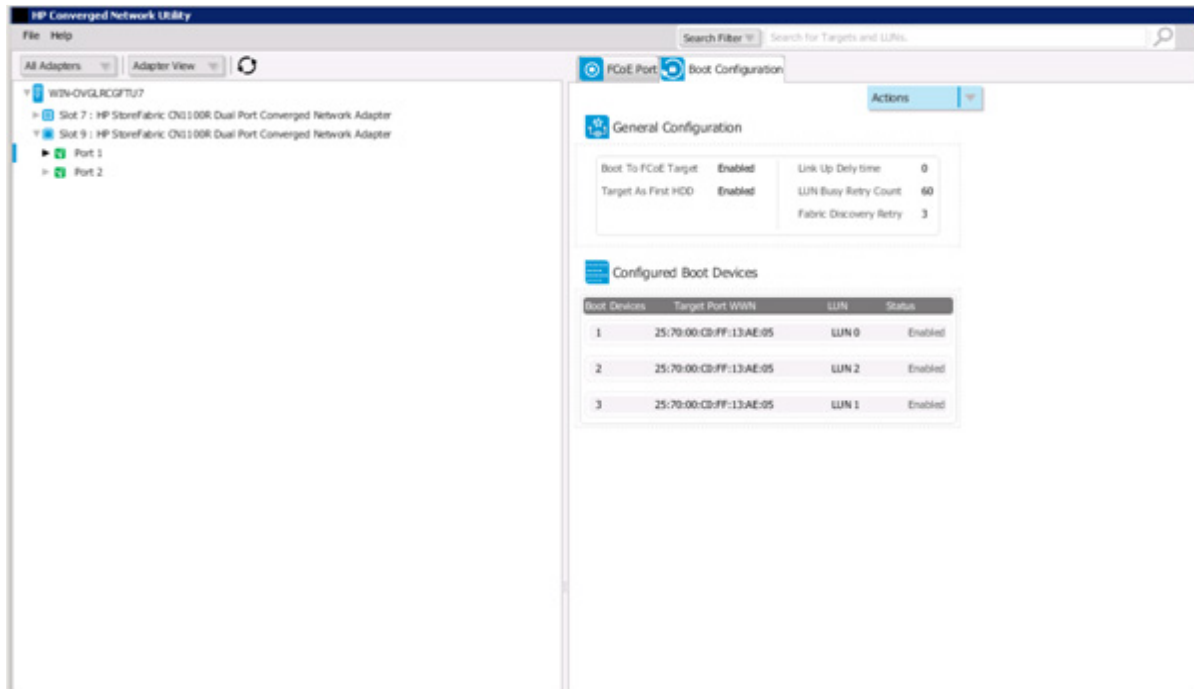 HP Converged Network Utility
File Help
Search Filter Search for Targets and LUNs.
All Adapters Adapter View
FCoE Port Boot Configuration
WIN-OVGLRCGFTU7
Slot 7 : HP StoreFabric CN1100R Dual Port Converged Network Adapter
Slot 9 : HP StoreFabric CN1100R Dual Port Converged Network Adapter
Port 1
Port 2
Actions
General Configuration
Boot To FCoE Target Enabled Link Up Dely time 0
Target As First HDD Enabled LUN Busy Retry Count 60
Fabric Discovery Retry 3
Configured Boot Devices
Boot Devices Target Port WWN LUN Status
1 25:70:00:C0:FF:13:AE:05 LUN 0 Enabled
2 25:70:00:C0:FF:13:AE:05 LUN 2 Enabled
3 25:70:00:C0:FF:13:AE:05 LUN 1 Enabled